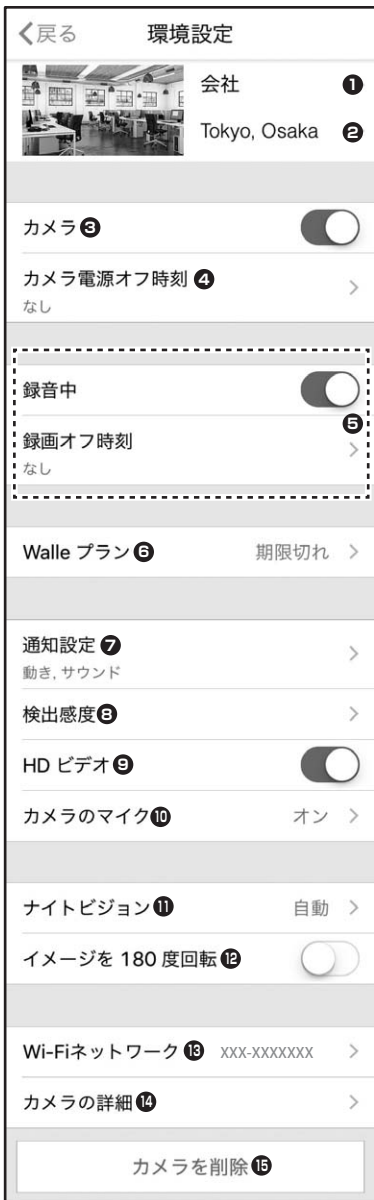 戻る 環境設定
会社 ❶
Tokyo, Osaka ❷
カメラ❸
カメラ電源オフ時刻 ❹
なし
録音中
❺
録画オフ時刻
なし
Walle プラン❻ 期限切れ
通知設定 ❼
動き, サウンド
検出感度❽
HD ビデオ❾
カメラのマイク❿ オン
ナイトビジョン⓫ 自動
イメージを 180 度回転⓬
Wi-Fiネットワーク ⓭ XXX-XXXXXXX
カメラの詳細⓮
カメラを削除⓯